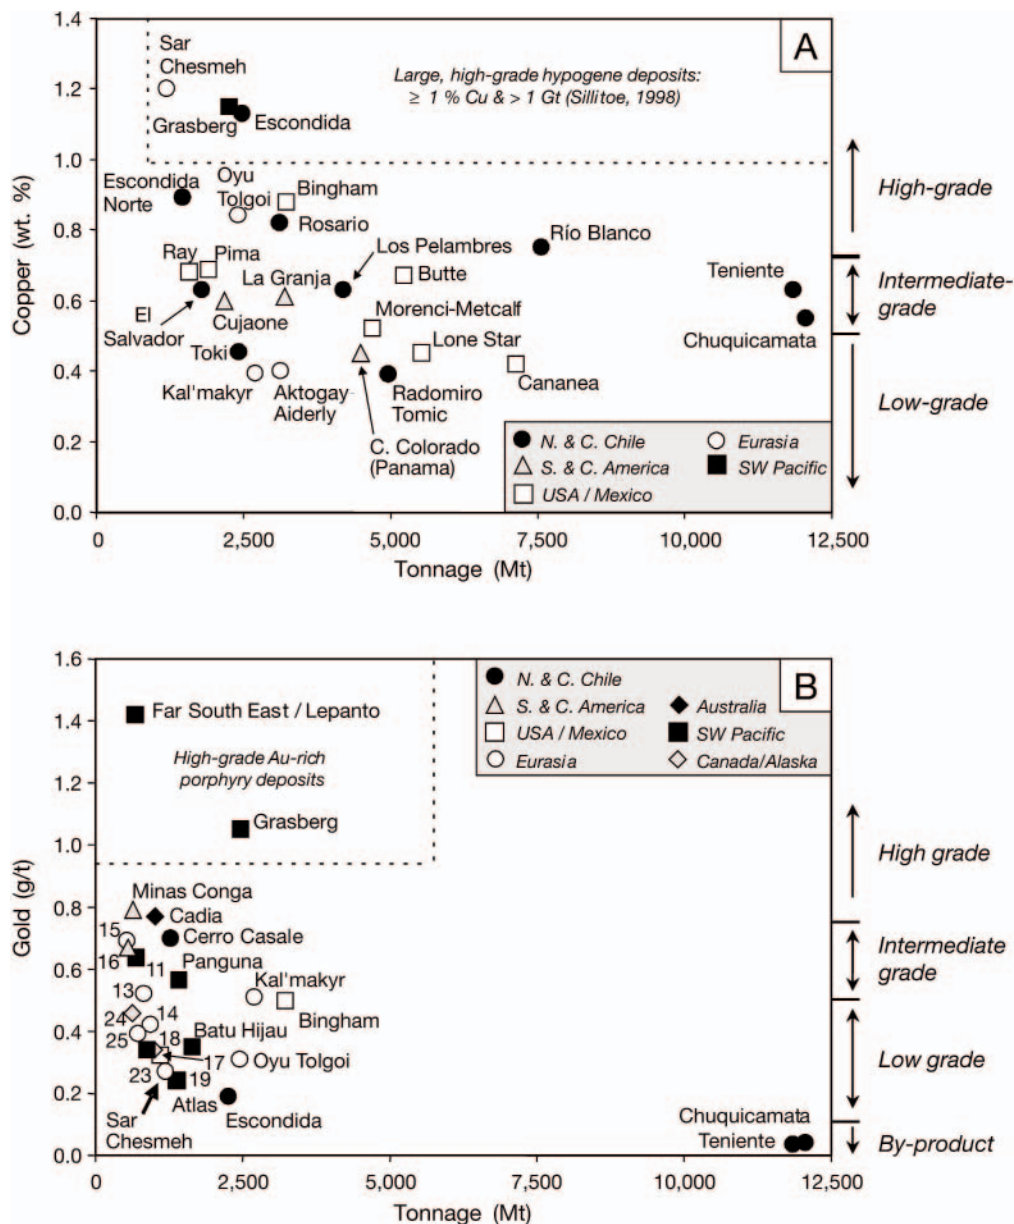 A
1.4
1.2
1.0
0.8
0.6
0.4
0.2
0.0
Copper (wt. %)
Sar
Chesmeh
Large, high-grade hypogene deposits:
≥ 1 % Cu & > 1 Gt (Sillitoe, 1998)
Grasberg
Escondida
Escondida
Norte
Oyu
Tolgoi
Bingham
Rosario
Río Blanco
Ray
Pima
La Granja
Los Pelambres
Butte
Teniente
El
Salvador
Cujaone
Morenci-Metcalf
Chuquicamata
Toki
Lone Star
Kal'makyr
Aktogay-
Aiderly
Radomiro
Tomic
Cananea
C. Colorado
(Panama)
High-grade
Intermediate-
grade
Low-grade
N. & C. Chile
S. & C. America
USA / Mexico
Eurasia
SW Pacific
0
2,500
5,000
7,500
10,000
12,500
Tonnage (Mt)
B
1.6
1.4
1.2
1.0
0.8
0.6
0.4
0.2
0.0
Gold (g/t)
N. & C. Chile
S. & C. America
USA / Mexico
Eurasia
Australia
SW Pacific
Canada/Alaska
Far South East / Lepanto
High-grade Au-rich
porphyry deposits
Grasberg
Minas Conga
Cadia
15
Cerro Casale
16
11
Panguna
13
Kal'makyr
24
14
Bingham
25
18
Batu Hijau
17
Oyu Tolgoi
23
19
Sar
Chesmeh
Atlas
Escondida
Chuquicamata
Teniente
High grade
Intermediate
grade
Low grade
By-product
0
2,500
5,000
7,500
10,000
12,500
Tonnage (Mt)